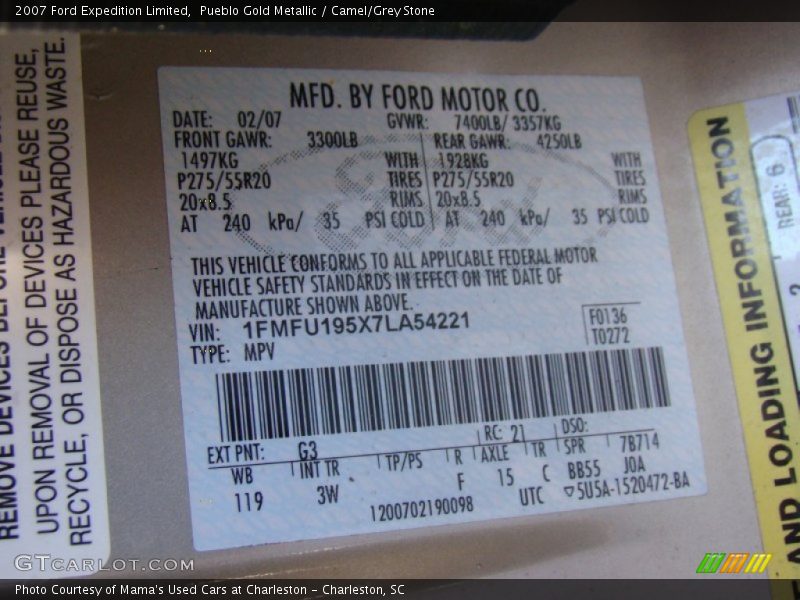 2007 Ford Expedition Limited, Pueblo Gold Metallic / Camel/Grey Stone
MFD. BY FORD MOTOR CO.
DATE: 02/07 GVWR: 7400LB/ 3357KG
FRONT GAWR: 3300LB REAR GAWR: 4250LB
1497KG WITH 1928KG WITH
P275/55R20 TIRES P275/55R20 TIRES
20x8.5 RIMS 20x8.5 RIMS
AT 240 kPa/ 35 PSI COLD AT 240 kPa/ 35 PSI COLD
THIS VEHICLE CONFORMS TO ALL APPLICABLE FEDERAL MOTOR
VEHICLE SAFETY STANDARDS IN EFFECT ON THE DATE OF
MANUFACTURE SHOWN ABOVE.
VIN: 1FMFU195X7LA54221 F0136
TYPE: MPV T0272
EXT PNT: G3 RC: 21 DSO:
WB INT TR TP/PS R AXLE TR SPR 7B714
119 3W F 15 C BB55 J0A
1200702190098 UTC ▽5U5A-1520472-BA
REMOVE DEVICES BEFORE VEHICLE
UPON REMOVAL OF DEVICES PLEASE REUSE,
RECYCLE, OR DISPOSE AS HAZARDOUS WASTE.
AND LOADING INFORMATION
REAR: 6
2
Ford
GTCARLOT.COM
Photo Courtesy of Mama's Used Cars at Charleston - Charleston, SC